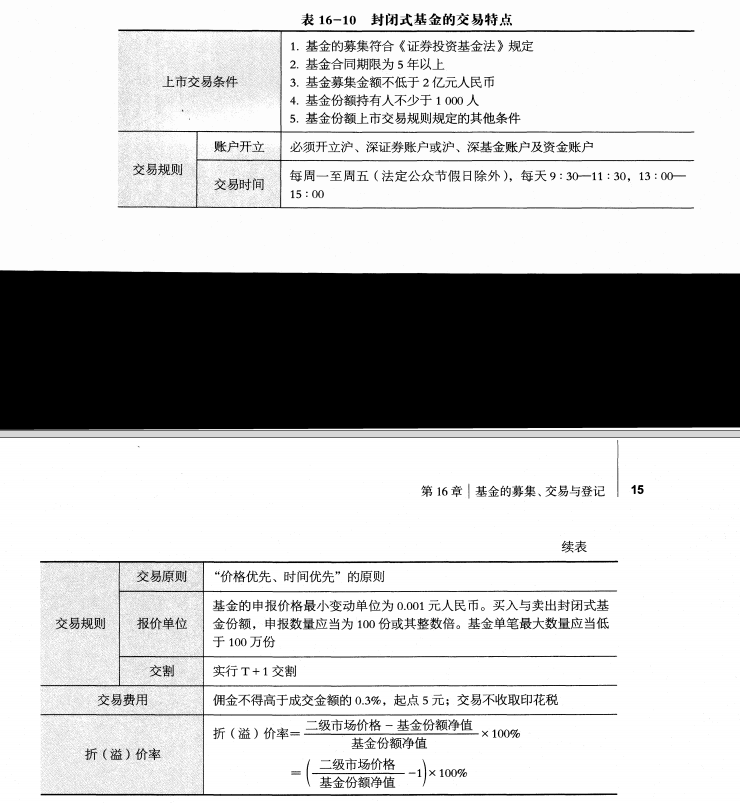 表 16-10 封闭式基金的交易特点
上市交易条件
1. 基金的募集符合《证券投资基金法》规定
2. 基金合同期限为 5 年以上
3. 基金募集金额不低于 2 亿元人民币
4. 基金份额持有人不少于 1 000 人
5. 基金份额上市交易规则规定的其他条件
交易规则
账户开立
必须开立沪、深证券账户或沪、深基金账户及资金账户
交易时间
每周一至周五（法定公众节假日除外），每天 9：30—11：30，13：00—
15：00
第 16 章 | 基金的募集、交易与登记 15
续表
交易规则
交易原则
“价格优先、时间优先”的原则
报价单位
基金的申报价格最小变动单位为 0.001 元人民币。买入与卖出封闭式基
金份额，申报数量应当为 100 份或其整数倍。基金单笔最大数量应当低
于 100 万份
交割
实行 T+1 交割
交易费用
佣金不得高于成交金额的 0.3%，起点 5 元；交易不收取印花税
折（溢）价率
折（溢）价率= 二级市场价格 - 基金份额净值 × 100%
基金份额净值
= ( 二级市场价格 -1) × 100%
基金份额净值